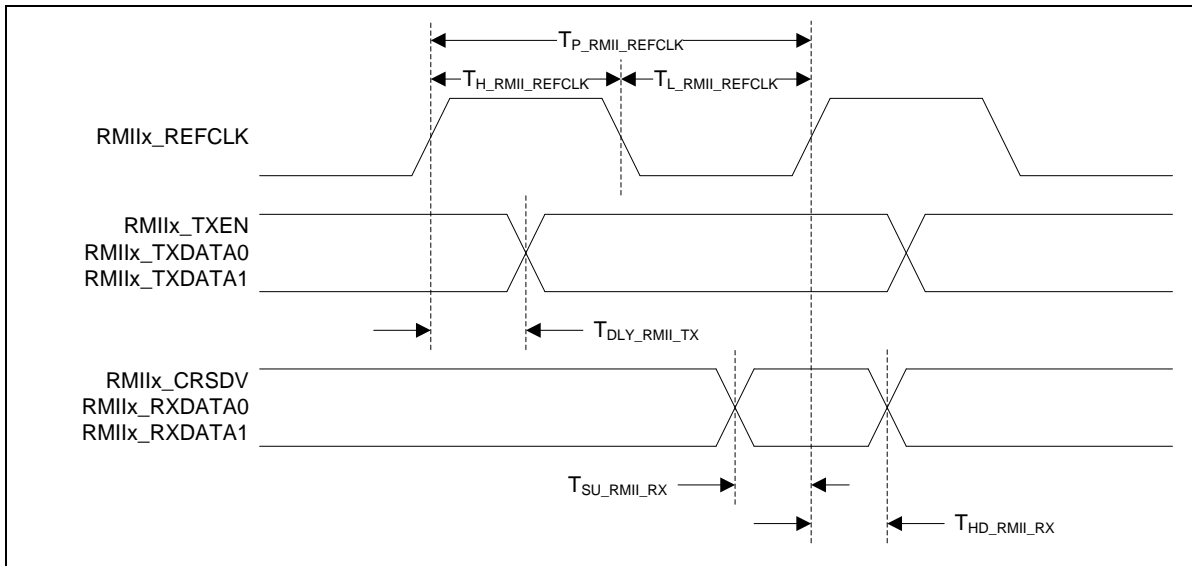 T_P_RMII_REFCLK
T_H_RMII_REFCLK T_L_RMII_REFCLK
RMIIx_REFCLK
RMIIx_TXEN
RMIIx_TXDATA0
RMIIx_TXDATA1
T_DLY_RMII_TX
RMIIx_CRSDV
RMIIx_RXDATA0
RMIIx_RXDATA1
T_SU_RMII_RX
T_HD_RMII_RX